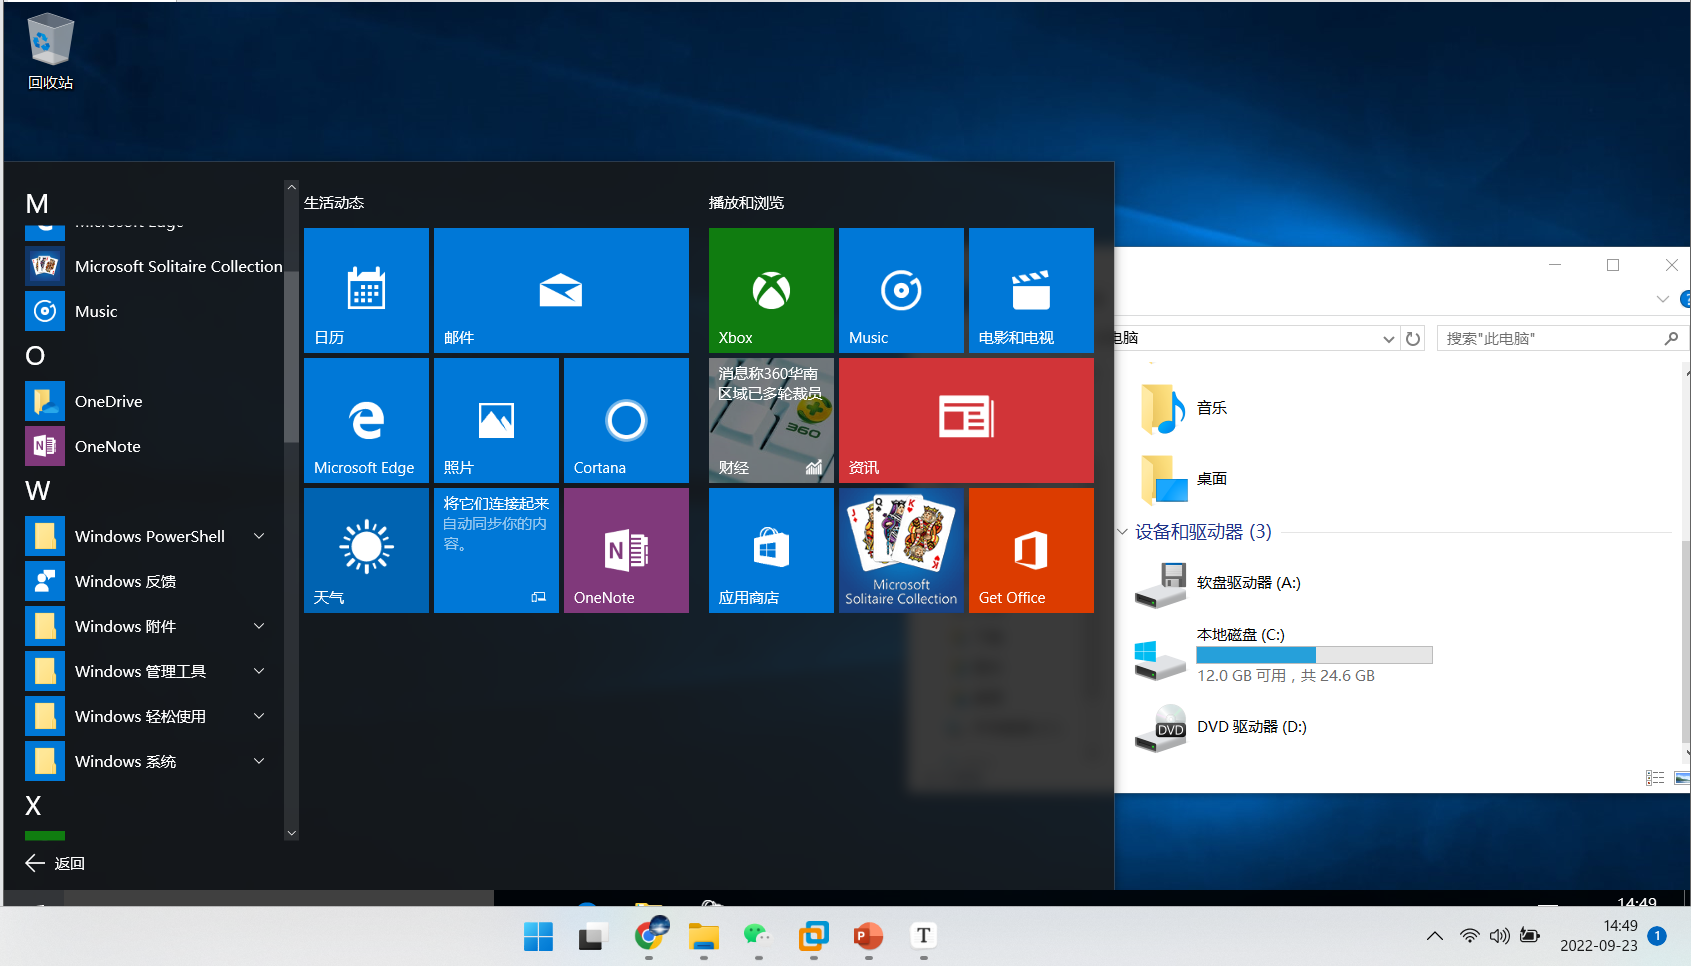 回收站
M
Microsoft Edge
Microsoft Solitaire Collection
Music
O
OneDrive
OneNote
W
Windows PowerShell
Windows 反馈
Windows 附件
Windows 管理工具
Windows 轻松使用
Windows 系统
X
返回
生活动态
日历
邮件
Microsoft Edge
照片
Cortana
天气
将它们连接起来
自动同步你的内
容。
OneNote
播放和浏览
Xbox
Music
电影和电视
消息称360华南
区域已多轮裁员
360
财经
资讯
应用商店
Microsoft
Solitaire Collection
Get Office
电脑
搜索"此电脑"
音乐
桌面
设备和驱动器 (3)
软盘驱动器 (A:)
本地磁盘 (C:)
12.0 GB 可用，共 24.6 GB
DVD
DVD 驱动器 (D:)
14:49
14:49
2022-09-23
1